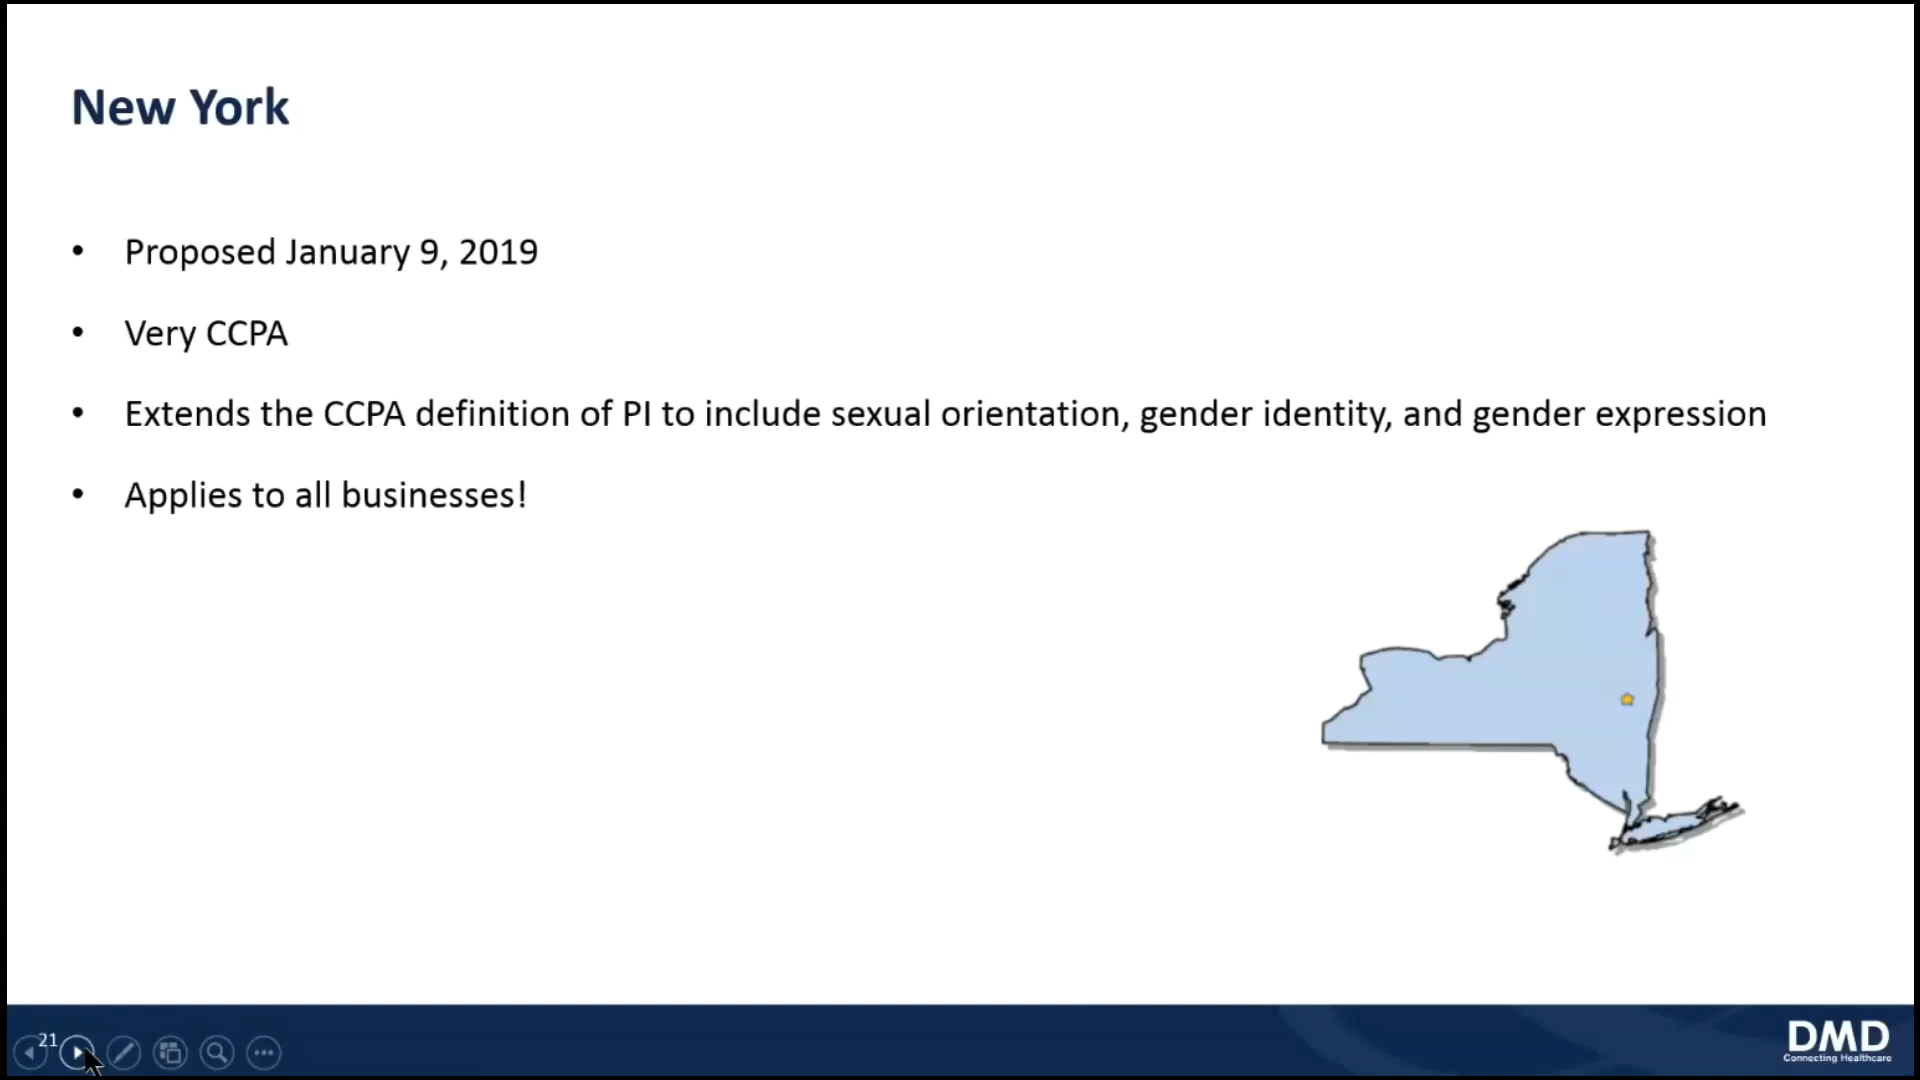 New York
• Proposed January 9, 2019
• Very CCPA
• Extends the CCPA definition of PI to include sexual orientation, gender identity, and gender expression
• Applies to all businesses!
21
DMD
Connecting Healthcare